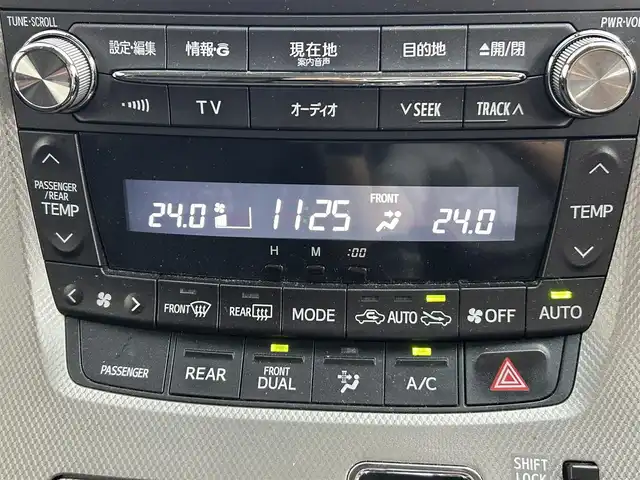 TUNE·SCROLL
PWR·VOL
設定・編集
情報・
現在地
案内音声
目的地
▲開/閉
TV
オーディオ
∨SEEK
TRACK∧
PASSENGER
/REAR
TEMP
24.0
11:25
FRONT
24.0
H
M
:00
TEMP
FRONT
REAR
MODE
AUTO
OFF
AUTO
PASSENGER
REAR
FRONT
DUAL
A/C
SHIFT
LOCK